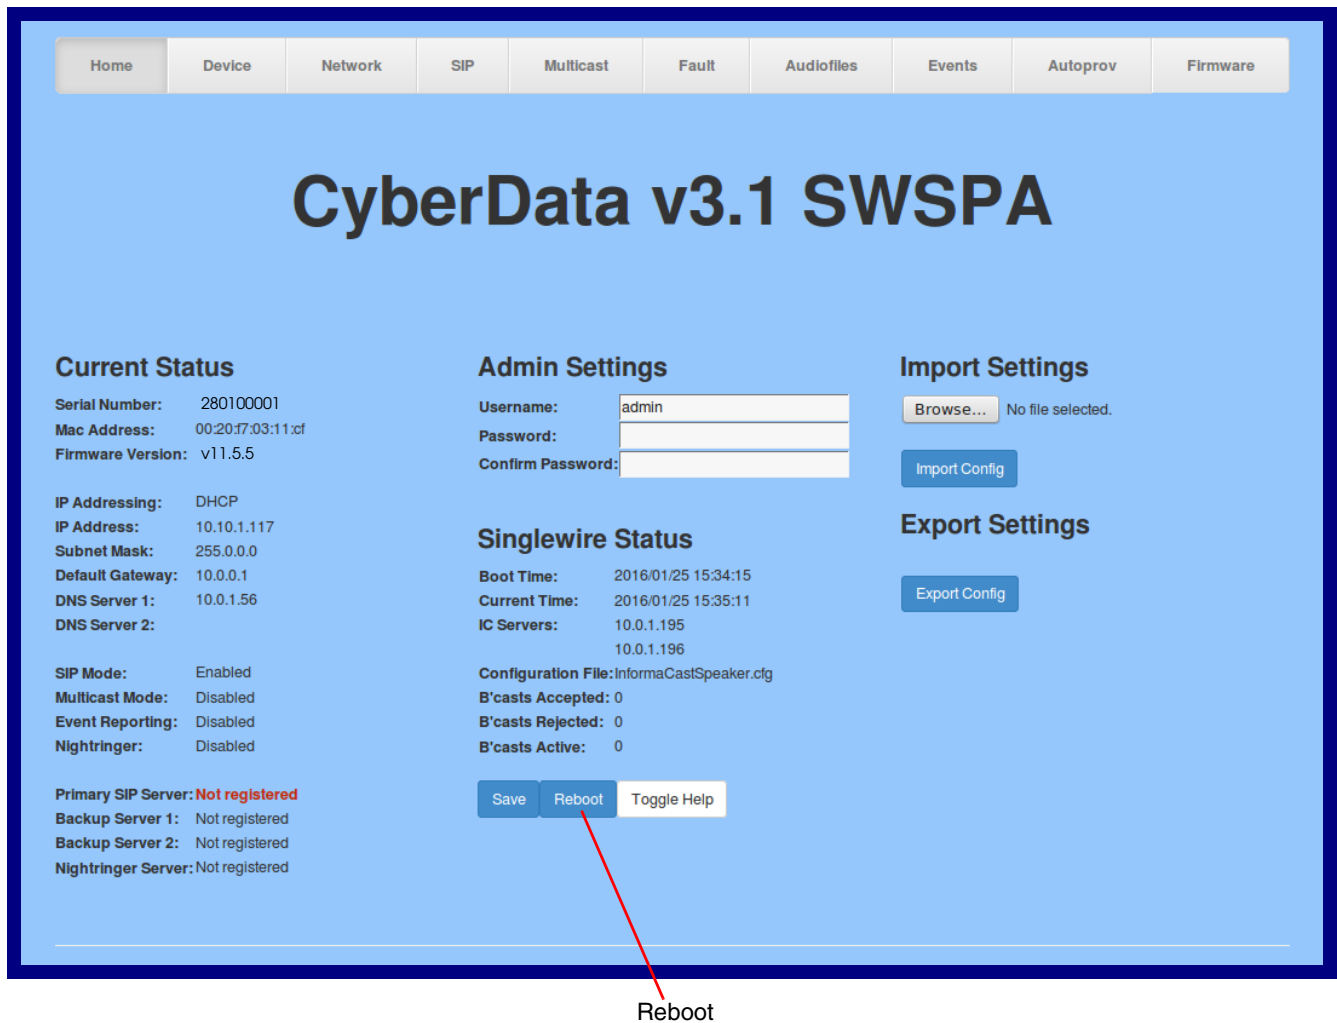 Home Device Network SIP Multicast Fault Audiofiles Events Autoprov Firmware
CyberData v3.1 SWSPA
Current Status
Serial Number: 280100001
Mac Address: 00:20:f7:03:11:cf
Firmware Version: v11.5.5
IP Addressing: DHCP
IP Address: 10.10.1.117
Subnet Mask: 255.0.0.0
Default Gateway: 10.0.0.1
DNS Server 1: 10.0.1.56
DNS Server 2:
SIP Mode: Enabled
Multicast Mode: Disabled
Event Reporting: Disabled
Nightringer: Disabled
Primary SIP Server: Not registered
Backup Server 1: Not registered
Backup Server 2: Not registered
Nightringer Server: Not registered
Admin Settings
Username: admin
Password:
Confirm Password:
Singlewire Status
Boot Time: 2016/01/25 15:34:15
Current Time: 2016/01/25 15:35:11
IC Servers: 10.0.1.195
10.0.1.196
Configuration File: InformaCastSpeaker.cfg
B'casts Accepted: 0
B'casts Rejected: 0
B'casts Active: 0
Save Reboot Toggle Help
Import Settings
Browse... No file selected.
Import Config
Export Settings
Export Config
Reboot